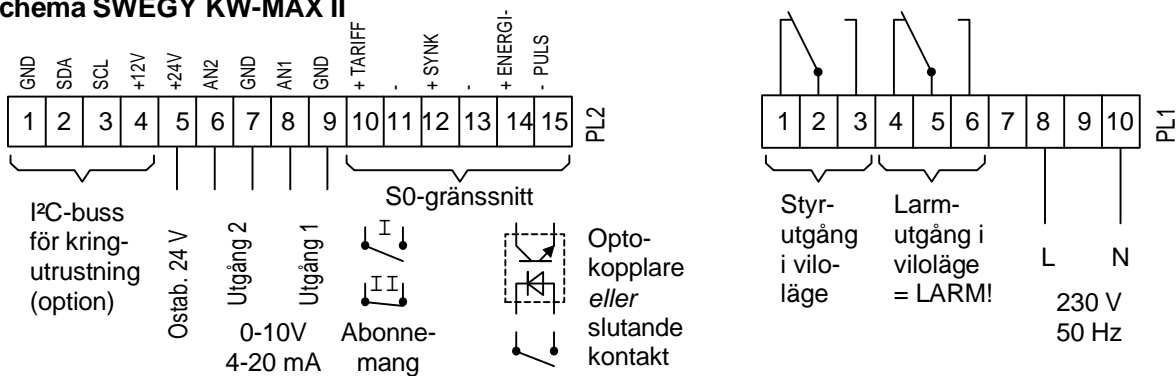 chema SWEGY KW-MAX II
GND
SDA
SCL
+12V
+24V
AN2
GND
AN1
GND
+ TARIFF
-
+ SYNK
-
+ ENERGI-
- PULS
1 2 3 4 5 6 7 8 9 10 11 12 13 14 15
PL2
I²C-buss
för kring-
utrustning
(option)
Ostab. 24 V
Utgång 2
Utgång 1
0-10V
4-20 mA
S0-gränssnitt
I
II
Abonne-
mang
Opto-
kopplare
eller
slutande
kontakt
1 2 3 4 5 6 7 8 9 10
PL1
Styr-
utgång
i vilo-
läge
Larm-
utgång i
viloläge
= LARM!
L N
230 V
50 Hz